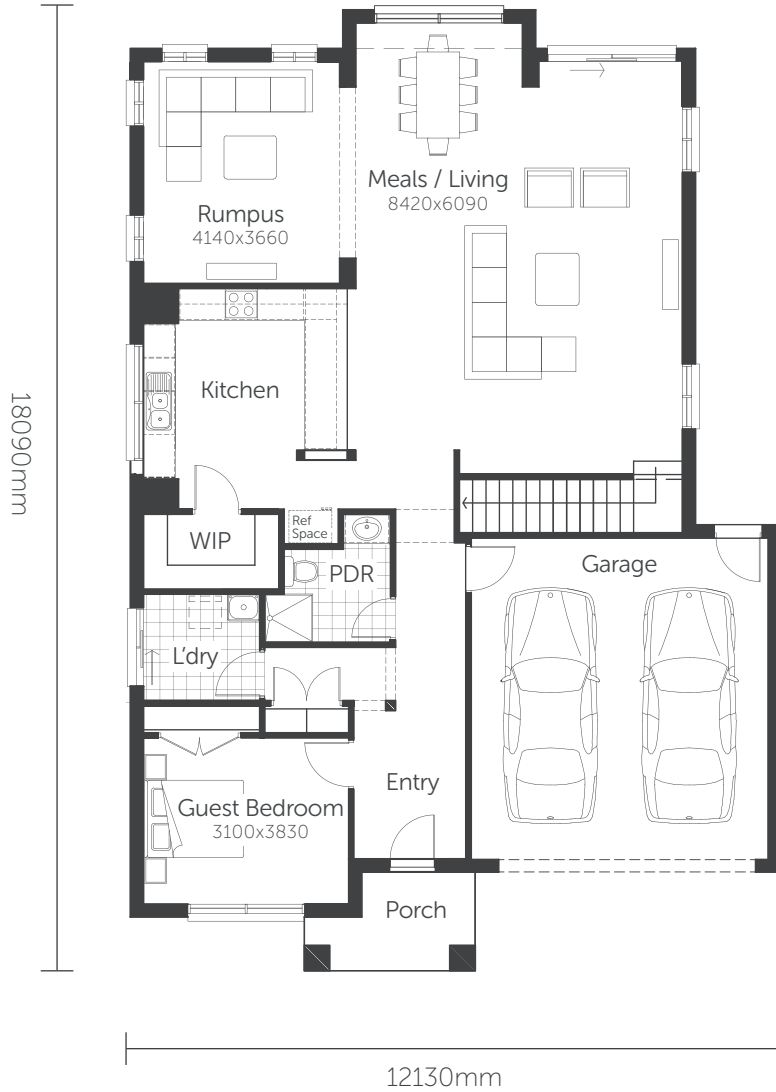 Meals / Living
8420x6090
Rumpus
4140x3660
Kitchen
18090mm
Ref
Space
WIP
PDR
Garage
L'dry
Entry
Guest Bedroom
3100x3830
Porch
12130mm